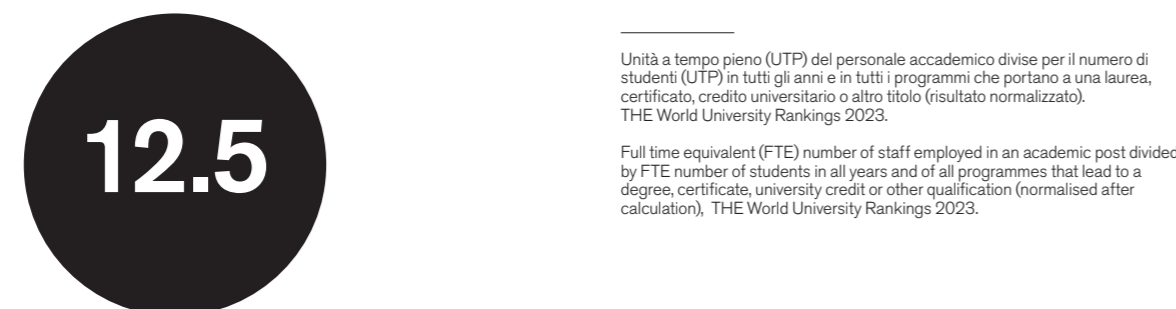 12.5
Unità a tempo pieno (UTP) del personale accademico divise per il numero di
studenti (UTP) in tutti gli anni e in tutti i programmi che portano a una laurea,
certificato, credito universitario o altro titolo (risultato normalizzato).
THE World University Rankings 2023.
Full time equivalent (FTE) number of staff employed in an academic post divided
by FTE number of students in all years and of all programmes that lead to a
degree, certificate, university credit or other qualification (normalised after
calculation), THE World University Rankings 2023.